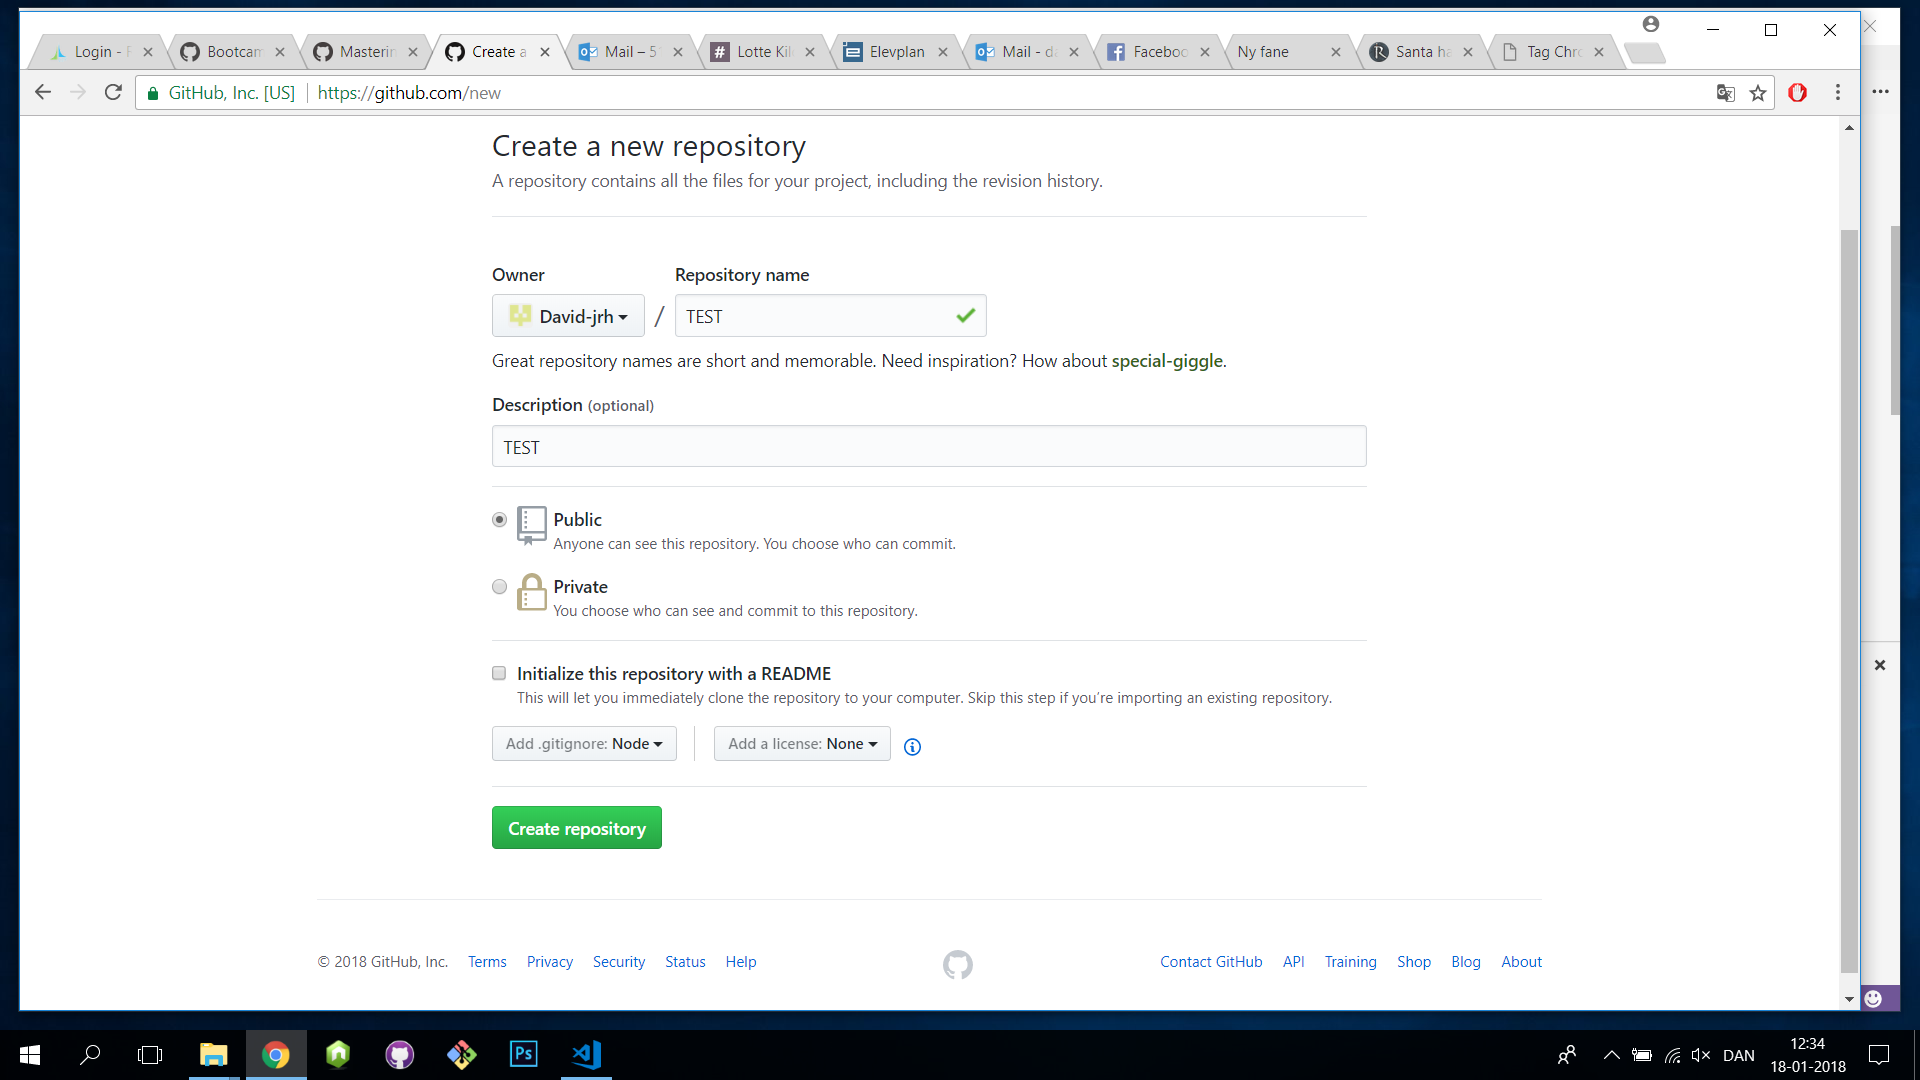 Login - F
Bootcam
Masterin
Create a
Mail – 5
Lotte Kil
Elevplan
Mail - da
Faceboo
Ny fane
Santa ha
Tag Chro
GitHub, Inc. [US]
https://github.com/new
Create a new repository
A repository contains all the files for your project, including the revision history.
Owner
Repository name
David-jrh
/
TEST
Great repository names are short and memorable. Need inspiration? How about special-giggle.
Description (optional)
TEST
Public
Anyone can see this repository. You choose who can commit.
Private
You choose who can see and commit to this repository.
Initialize this repository with a README
This will let you immediately clone the repository to your computer. Skip this step if you’re importing an existing repository.
Add .gitignore: Node
Add a license: None
Create repository
© 2018 GitHub, Inc.
Terms
Privacy
Security
Status
Help
Contact GitHub
API
Training
Shop
Blog
About
Ps
DAN
12:34
18-01-2018